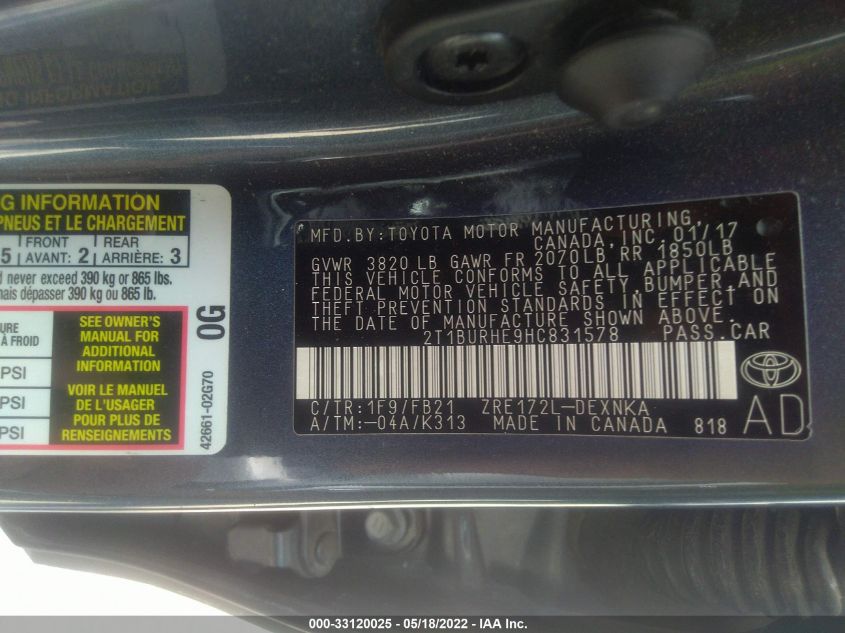 G INFORMATION
PNEUS ET LE CHARGEMENT
5 FRONT AVANT: 2 REAR ARRIÈRE: 3
d never exceed 390 kg or 865 lbs.
mais dépasser 390 kg ou 865 lb.
SEE OWNER'S
MANUAL FOR
ADDITIONAL
INFORMATION
VOIR LE MANUEL
DE L'USAGER
POUR PLUS DE
RENSEIGNEMENTS
URE
À FROID
PSI
PSI
PSI
0G
42661-02G70
MFD.BY:TOYOTA MOTOR MANUFACTURING,
CANADA,INC. 01/17
GVWR 3820 LB GAWR FR 2070LB, RR 1850LB
THIS VEHICLE CONFORMS TO ALL APPLICABLE
FEDERAL MOTOR VEHICLE SAFETY,BUMPER,AND
THEFT PREVENTION STANDARDS IN EFFECT ON
THE DATE OF MANUFACTURE SHOWN ABOVE.
2T1BURHE9HC831578 PASS.CAR
C/TR:1F9/FB21 ZRE172L-DEXNKA
A/TM:-04A/K313 MADE IN CANADA 818
AD
000-33120025 - 05/18/2022 - IAA Inc.